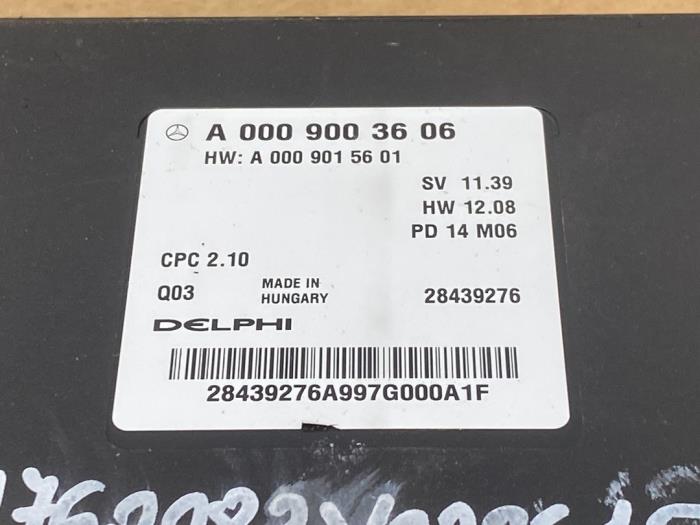 A 000 900 36 06
HW: A 000 901 56 01
SV 11.39
HW 12.08
PD 14 M06
CPC 2.10
Q03
MADE IN
HUNGARY
28439276
DELPHI
28439276A997G000A1F